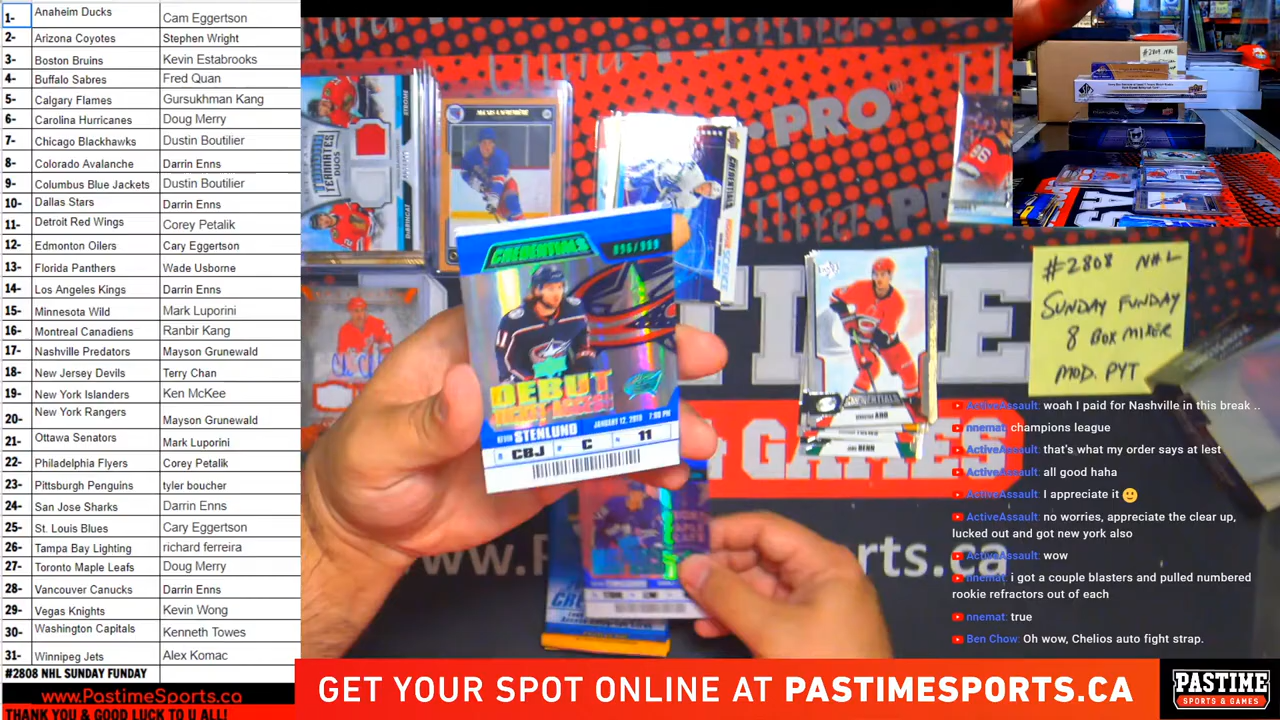 1- Anaheim Ducks Cam Eggertson
2- Arizona Coyotes Stephen Wright
3- Boston Bruins Kevin Estabrooks
4- Buffalo Sabres Fred Quan
5- Calgary Flames Gursukhman Kang
6- Carolina Hurricanes Doug Merry
7- Chicago Blackhawks Dustin Boutilier
8- Colorado Avalanche Darrin Enns
9- Columbus Blue Jackets Dustin Boutilier
10- Dallas Stars Darrin Enns
11- Detroit Red Wings Corey Petalik
12- Edmonton Oilers Cary Eggertson
13- Florida Panthers Wade Usborne
14- Los Angeles Kings Darrin Enns
15- Minnesota Wild Mark Luporini
16- Montreal Canadiens Ranbir Kang
17- Nashville Predators Mayson Grunewald
18- New Jersey Devils Terry Chan
19- New York Islanders Ken McKee
20- New York Rangers Mayson Grunewald
21- Ottawa Senators Mark Luporini
22- Philadelphia Flyers Corey Petalik
23- Pittsburgh Penguins tyler boucher
24- San Jose Sharks Darrin Enns
25- St. Louis Blues Cary Eggertson
26- Tampa Bay Lighting richard ferreira
27- Toronto Maple Leafs Doug Merry
28- Vancouver Canucks Darrin Enns
29- Vegas Knights Kevin Wong
30- Washington Capitals Kenneth Towes
31- Winnipeg Jets Alex Komac
#2808 NHL SUNDAY FUNDAY
www.PastimeSports.ca
THANK YOU & GOOD LUCK TO U ALL!
CREDENTIALS
DEBUT
TICKET ACCESS
KEVIN STENLUND JANUARY 12, 2019 7:00 PM
CBJ C 11
CREDENTIALS
AHO
BENN
PRO
#2808 NHL
SUNDAY FUNDAY
8 BOX MIXER
MOD. PYT
ActiveAssault: woah I paid for Nashville in this break ..
nnemat: champions league
ActiveAssault: that's what my order says at lest
ActiveAssault: all good haha
ActiveAssault: I appreciate it
ActiveAssault: no worries, appreciate the clear up,
lucked out and got new york also
ActiveAssault: wow
nnemat: i got a couple blasters and pulled numbered
rookie refractors out of each
nnemat: true
Ben Chow: Oh wow, Chelios auto fight strap.
GET YOUR SPOT ONLINE AT PASTIMESPORTS.CA
PASTIME
SPORTS & GAMES